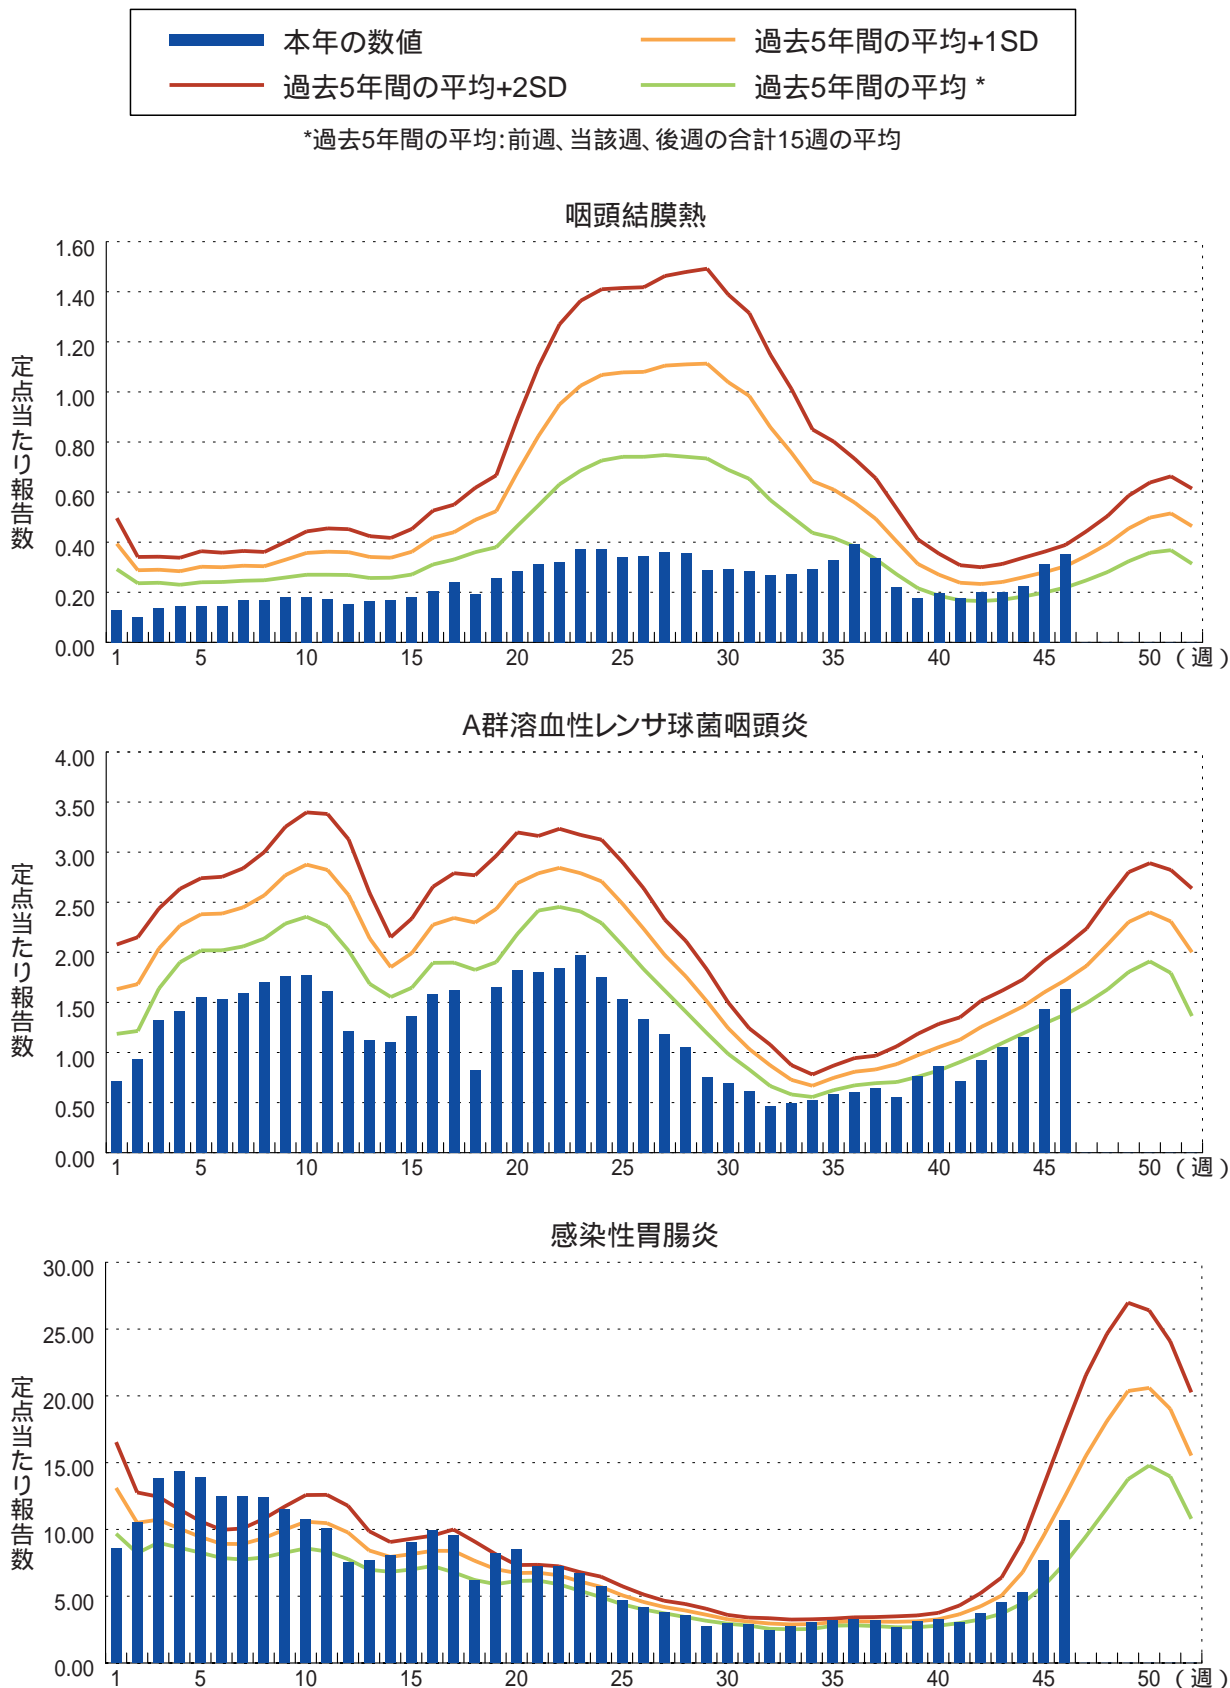 本年の数値
過去5年間の平均+1SD
過去5年間の平均+2SD
過去5年間の平均 *
*過去5年間の平均:前週、当該週、後週の合計15週の平均
咽頭結膜熱
定点当たり報告数
1.60
1.40
1.20
1.00
0.80
0.60
0.40
0.20
0.00
1 5 10 15 20 25 30 35 40 45 50 (週)
A群溶血性レンサ球菌咽頭炎
定点当たり報告数
4.00
3.50
3.00
2.50
2.00
1.50
1.00
0.50
0.00
1 5 10 15 20 25 30 35 40 45 50 (週)
感染性胃腸炎
定点当たり報告数
30.00
25.00
20.00
15.00
10.00
5.00
0.00
1 5 10 15 20 25 30 35 40 45 50 (週)